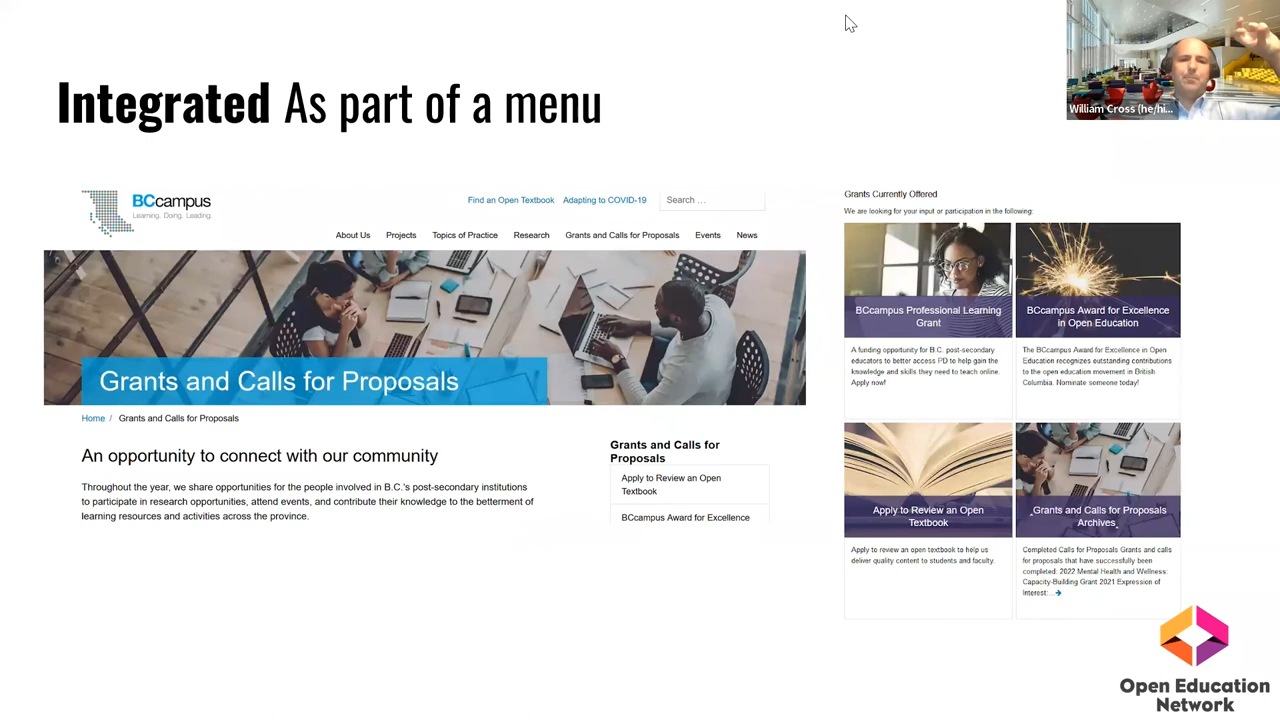 Integrated As part of a menu
William Cross (he/hi...
BCcampus
Learning. Doing. Leading.
Find an Open Textbook
Adapting to COVID-19
Search ...
About Us
Projects
Topics of Practice
Research
Grants and Calls for Proposals
Events
News
Grants and Calls for Proposals
Home / Grants and Calls for Proposals
An opportunity to connect with our community
Throughout the year, we share opportunities for the people involved in B.C.'s post-secondary institutions
to participate in research opportunities, attend events, and contribute their knowledge to the betterment of
learning resources and activities across the province.
Grants and Calls for
Proposals
Apply to Review an Open
Textbook
BCcampus Award for Excellence
Grants Currently Offered
We are looking for your input or participation in the following:
BCcampus Professional Learning
Grant
A funding opportunity for B.C. post-secondary
educators to better access PD to help gain the
knowledge and skills they need to teach online.
Apply now!
BCcampus Award for Excellence
in Open Education
The BCcampus Award for Excellence in Open
Education recognizes outstanding contributions
to the open education movement in British
Columbia. Nominate someone today!
Apply to Review an Open
Textbook
Apply to review an open textbook to help us
deliver quality content to students and faculty.
Grants and Calls for Proposals
Archives
Completed Calls for Proposals Grants and calls
for proposals that have successfully been
completed. 2022 Mental Health and Wellness:
Capacity-Building Grant 2021 Expression of
Interest:...
Open Education
Network